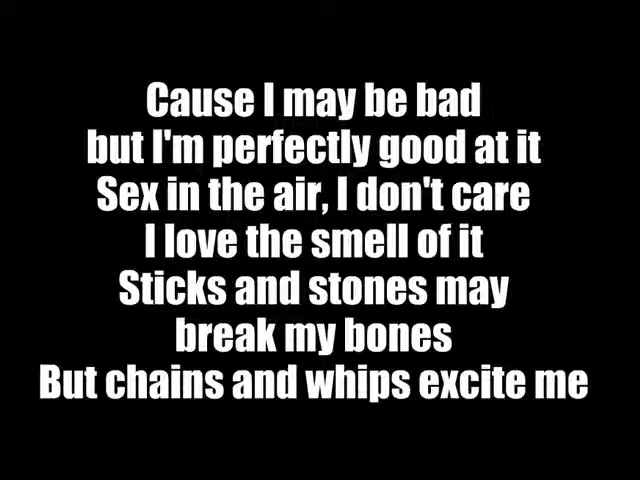 Cause I may be bad
but I'm perfectly good at it
Sex in the air, I don't care
I love the smell of it
Sticks and stones may
break my bones
But chains and whips excite me